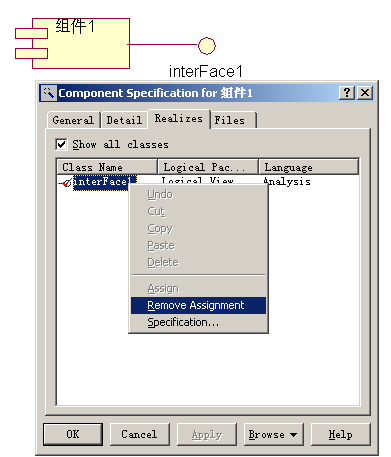 组件1
interFace1
Component Specification for 组件1
General Detail Realizes Files
Show all classes
Class Name Logical Pac... Language
interFace1 Logical View Analysis
Undo
Cut
Copy
Paste
Delete
Assign
Remove Assignment
Specification...
OK Cancel Apply Browse Help